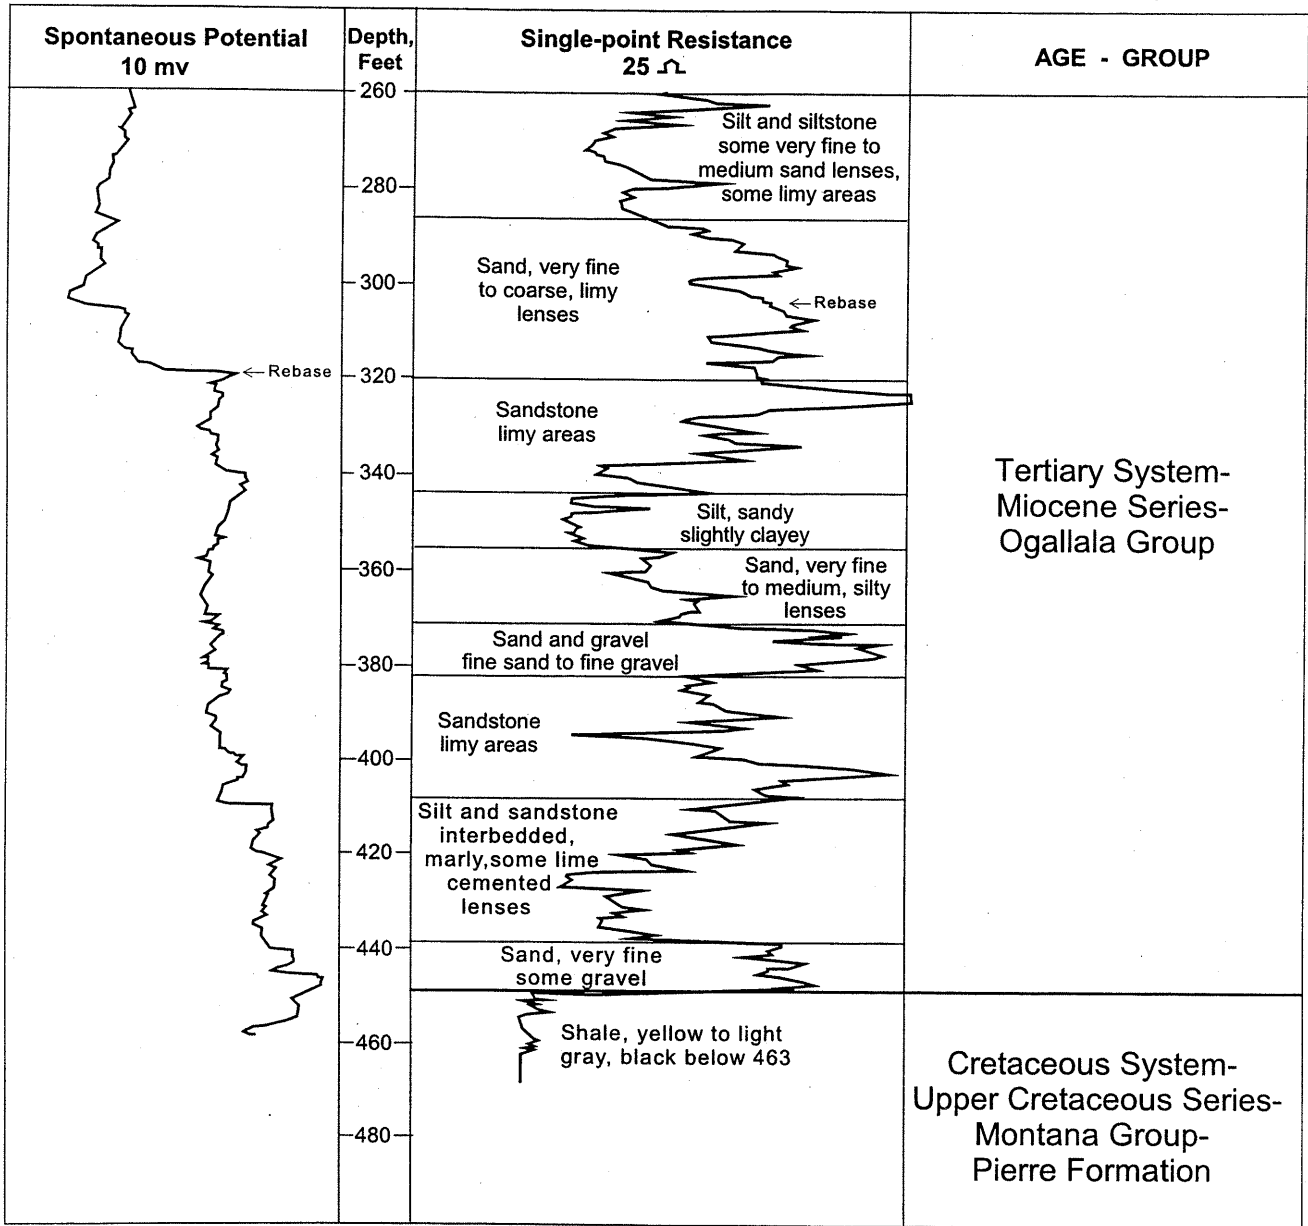 Spontaneous Potential
10 mv
Depth,
Feet
Single-point Resistance
25 Ω
AGE - GROUP
260
280
300
320
340
360
380
400
420
440
460
480
Rebase
Silt and siltstone
some very fine to
medium sand lenses,
some limy areas
Sand, very fine
to coarse, limy
lenses
Rebase
Sandstone
limy areas
Silt, sandy
slightly clayey
Sand, very fine
to medium, silty
lenses
Sand and gravel
fine sand to fine gravel
Sandstone
limy areas
Silt and sandstone
interbedded,
marly,some lime
cemented
lenses
Sand, very fine
some gravel
Shale, yellow to light
gray, black below 463
Tertiary System-
Miocene Series-
Ogallala Group
Cretaceous System-
Upper Cretaceous Series-
Montana Group-
Pierre Formation